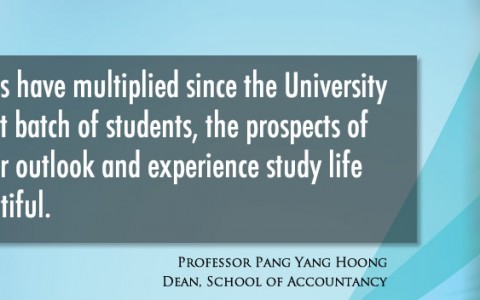 s have multiplied since the University
t batch of students, the prospects of
r outlook and experience study life
tiful.
Professor Pang Yang Hoong
Dean, School of Accountancy